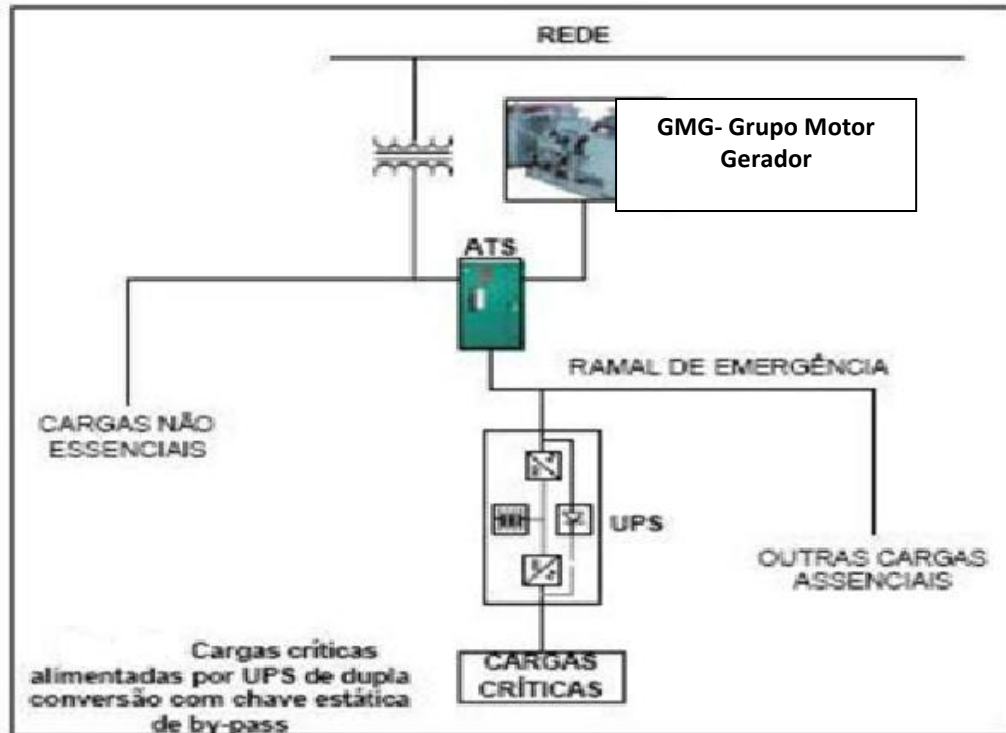 REDE
GMG- Grupo Motor
Gerador
ATS
RAMAL DE EMERGÊNCIA
CARGAS NÃO
ESSENCIAIS
UPS
OUTRAS CARGAS
ASSENCIAIS
Cargas críticas
alimentadas por UPS de dupla
conversão com chave estática
de by-pass
CARGAS
CRÍTICAS